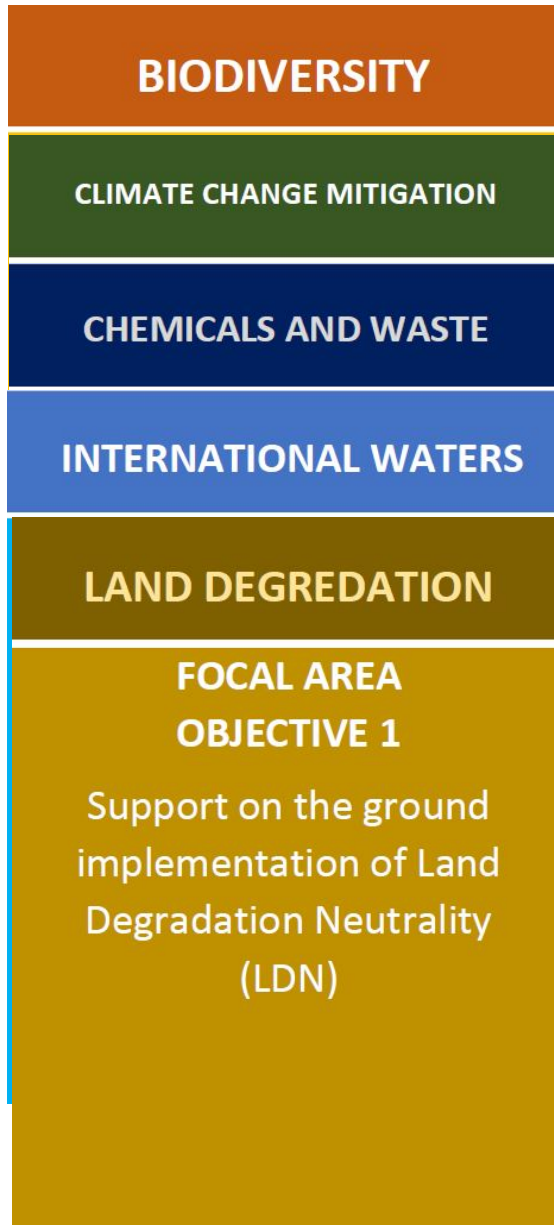 BIODIVERSITY
CLIMATE CHANGE MITIGATION
CHEMICALS AND WASTE
INTERNATIONAL WATERS
LAND DEGREDATION
FOCAL AREA
OBJECTIVE 1
Support on the ground
implementation of Land
Degradation Neutrality
(LDN)